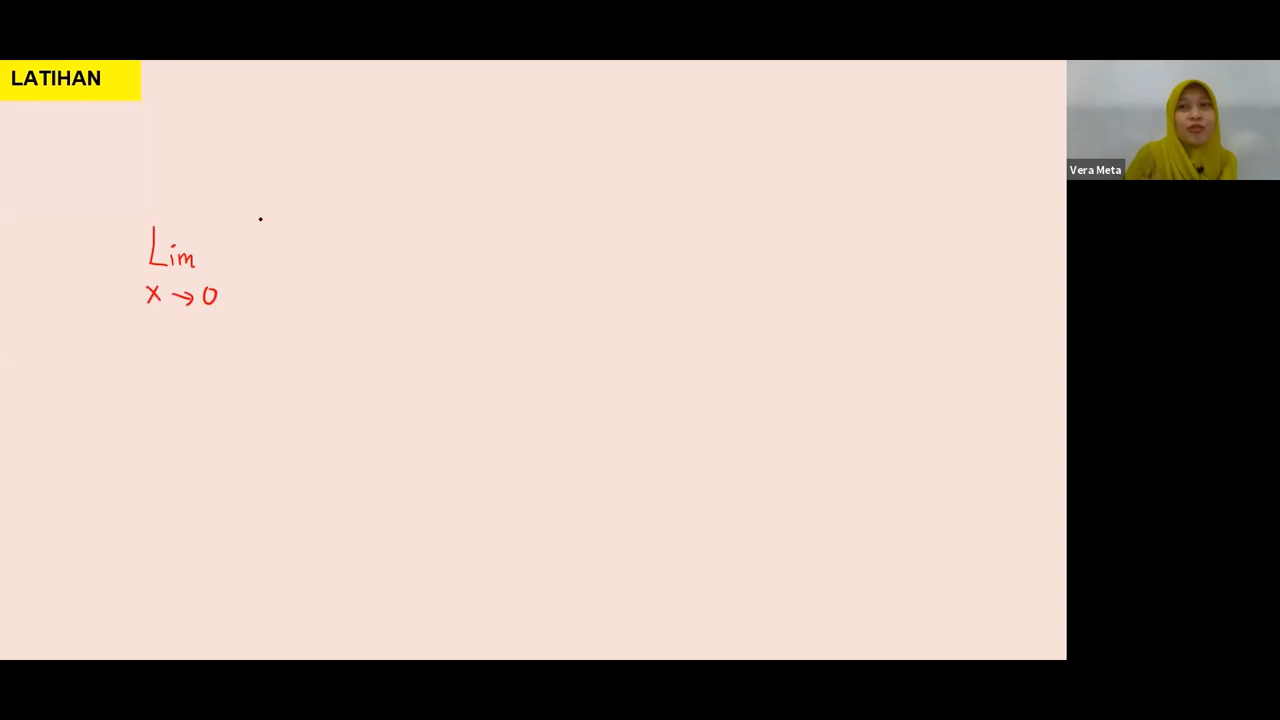 LATIHAN
Lim
x → 0
Vera Meta